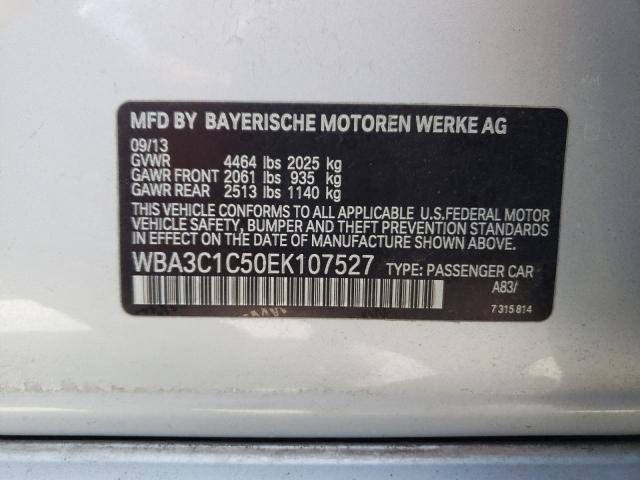 MFD BY BAYERISCHE MOTOREN WERKE AG
09/13
GVWR 4464 lbs 2025 kg
GAWR FRONT 2061 lbs 935 kg
GAWR REAR 2513 lbs 1140 kg
THIS VEHICLE CONFORMS TO ALL APPLICABLE U.S.FEDERAL MOTOR
VEHICLE SAFETY, BUMPER AND THEFT PREVENTION STANDARDS
IN EFFECT ON THE DATE OF MANUFACTURE SHOWN ABOVE.
WBA3C1C50EK107527 TYPE: PASSENGER CAR
A83/
7 315 814